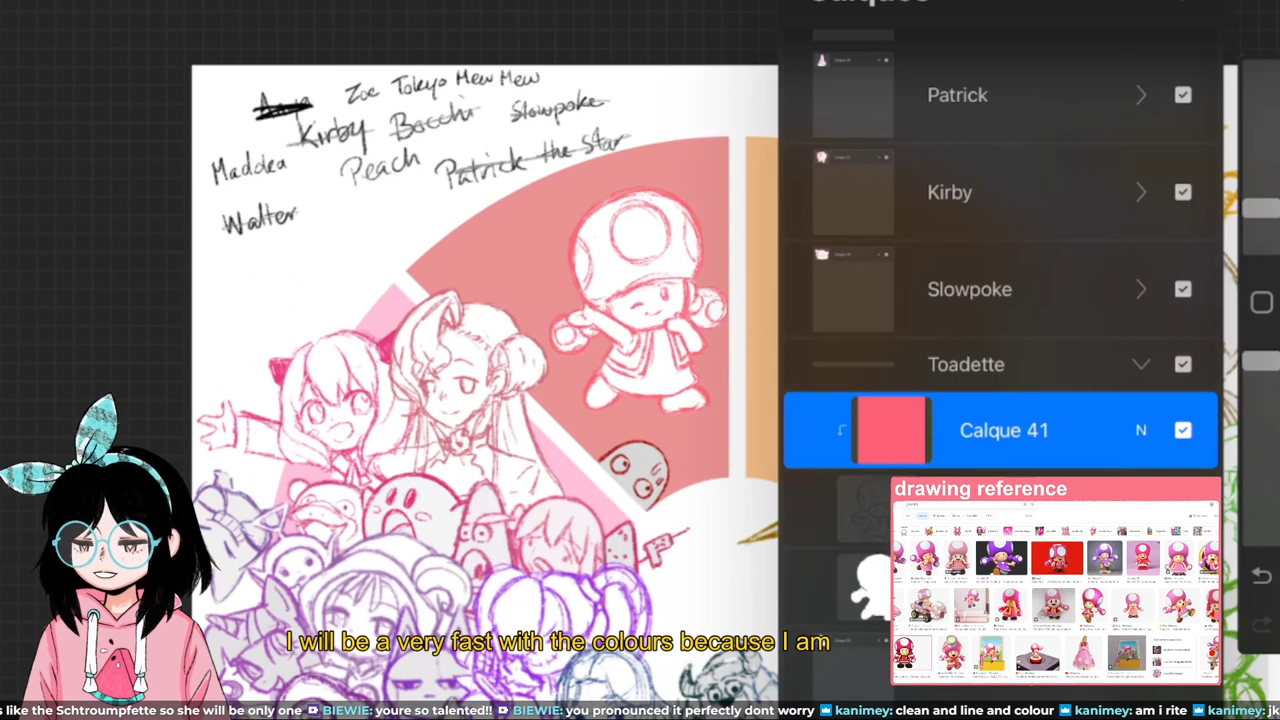 Zoe Tokyo Mew Mew
Kirby Bocchi Slowpoke
Maddea Peach Patrick the Star
Walter
Patrick
Kirby
Slowpoke
Toadette
Calque 41 N
drawing reference
I will be a very fast with the colours because I am
s like the Schtroumpfette so she will be only one BIEWIE: youre so talented!! BIEWIE: you pronounced it perfectly dont worry kanimey: clean and line and colour kanimey: am i rite kanimey: jk